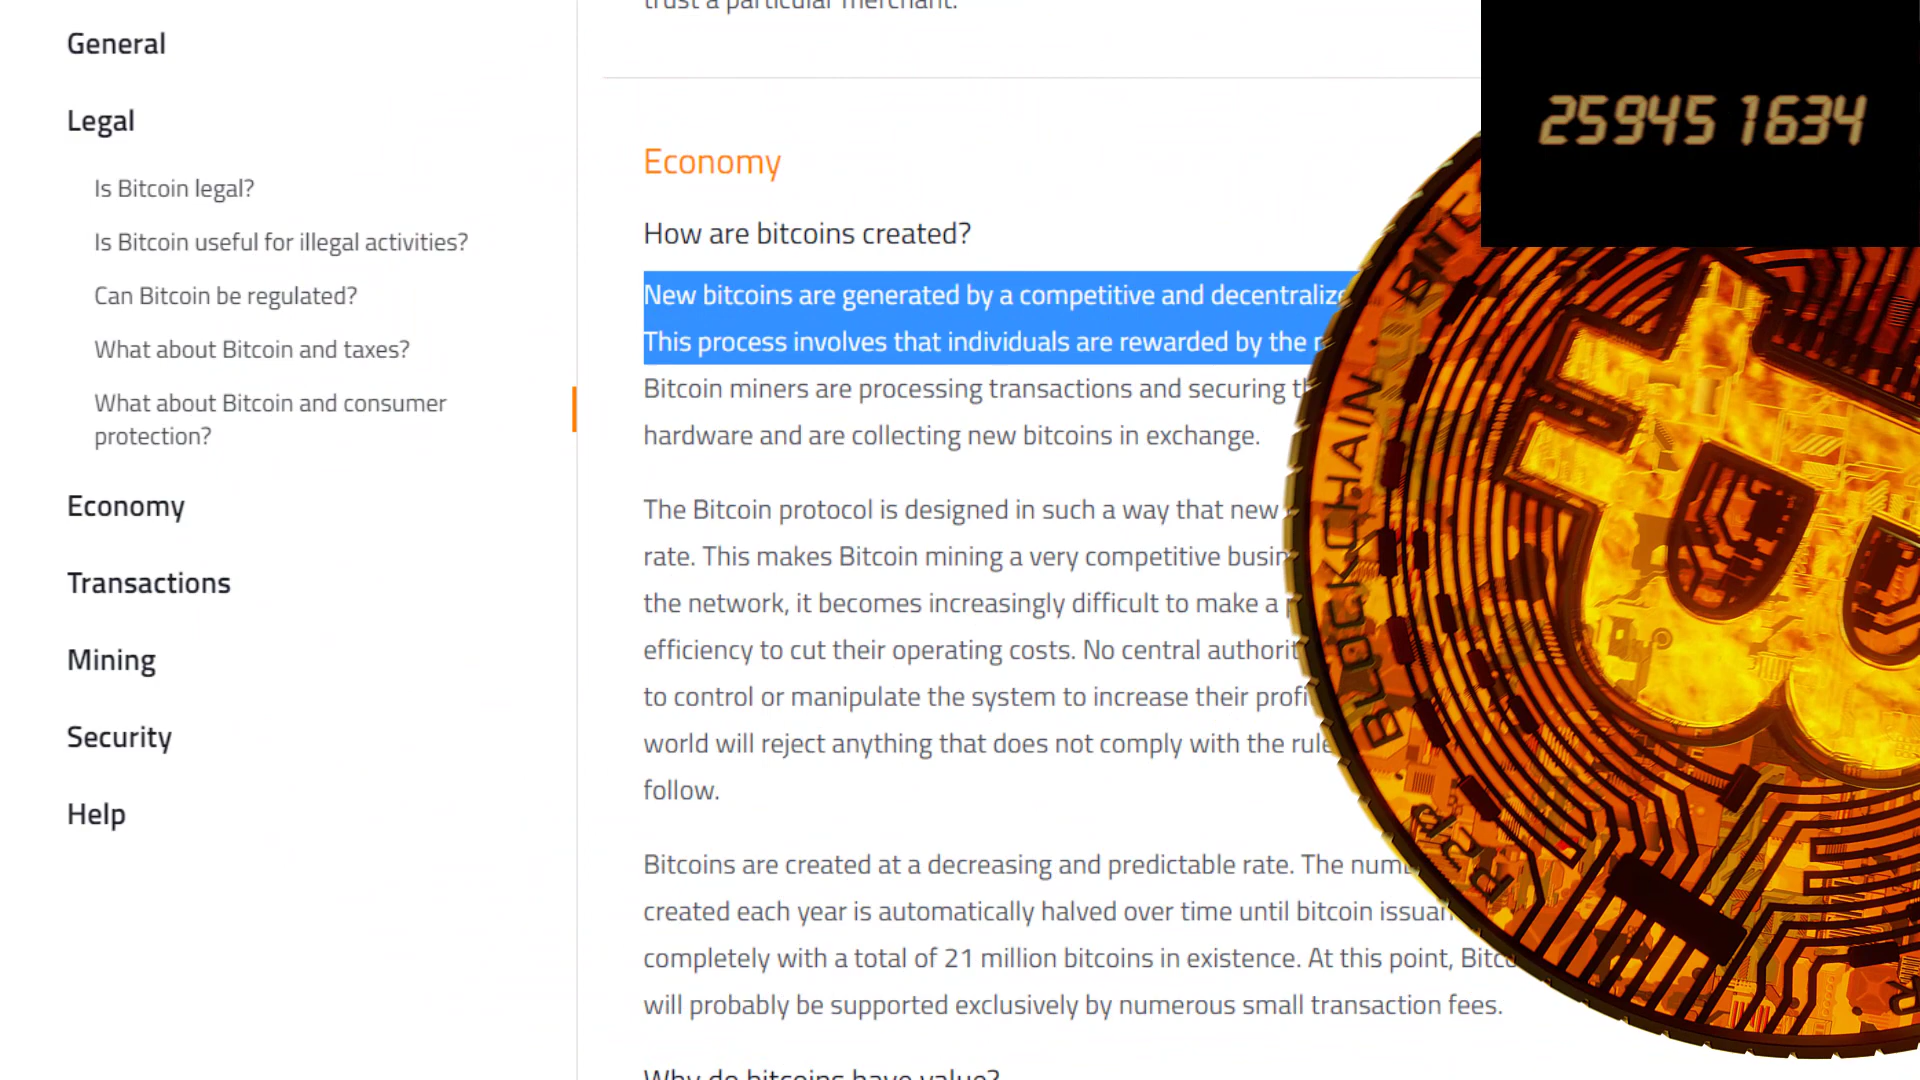 trust a particular merchant.
General
Legal
Is Bitcoin legal?
Is Bitcoin useful for illegal activities?
Can Bitcoin be regulated?
What about Bitcoin and taxes?
What about Bitcoin and consumer
protection?
Economy
Transactions
Mining
Security
Help
Economy
How are bitcoins created?
New bitcoins are generated by a competitive and
This process involves that individuals are rewarded by the
Bitcoin miners are processing transactions and securing
hardware and are collecting new bitcoins in exchange.
The Bitcoin protocol is designed in such a way that new
rate. This makes Bitcoin mining a very competitive
the network, it becomes increasingly difficult to make a
efficiency to cut their operating costs. No central
to control or manipulate the system to increase their
world will reject anything that does not comply with the
follow.
Bitcoins are created at a decreasing and predictable rate. The
created each year is automatically halved over time until bitcoin
completely with a total of 21 million bitcoins in existence. At this point,
will probably be supported exclusively by numerous small transaction fees.
Why do bitcoins have value?
25945 1634
BLOCKCHAIN